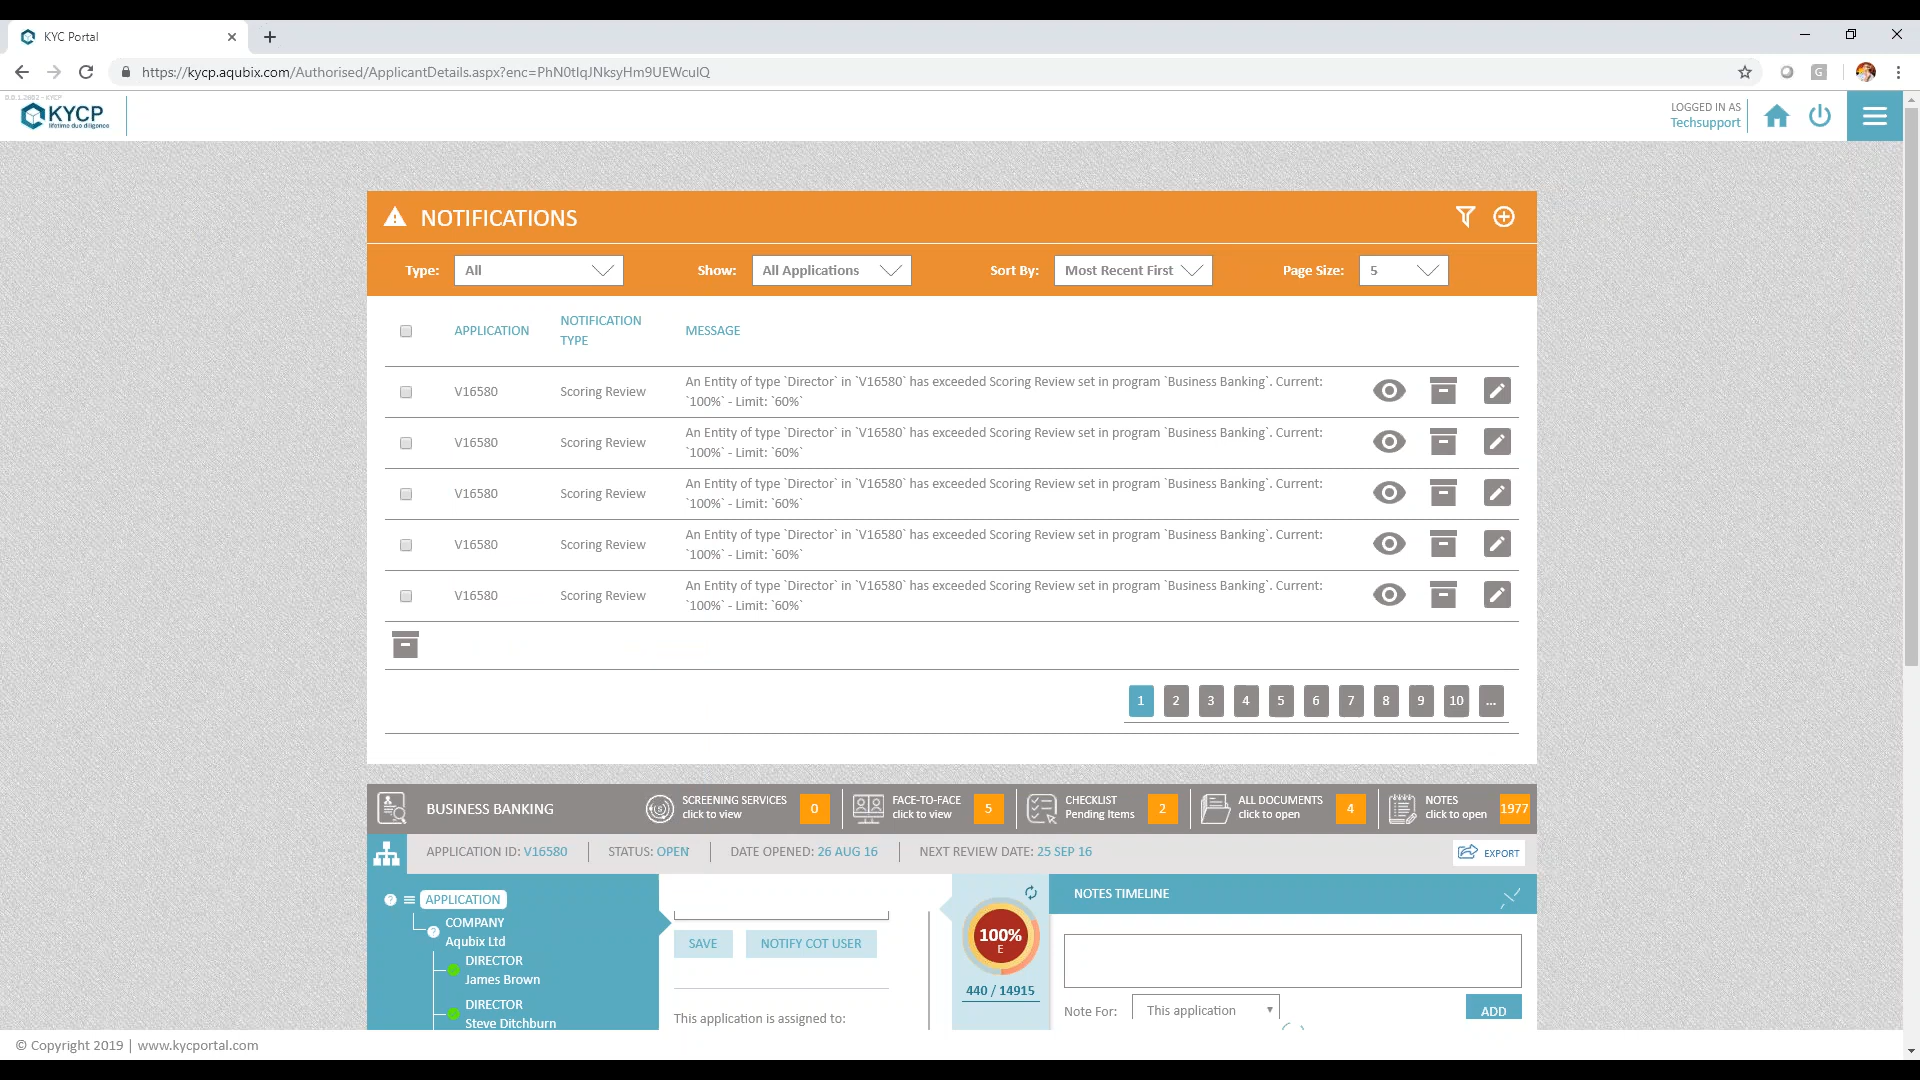 KYC Portal
https://kycp.aqubix.com/Authorised/ApplicantDetails.aspx?enc=PhN0tIqJNksyHm9UEWcuIQ
KYCP
lifetime due diligence
LOGGED IN AS
Techsupport
NOTIFICATIONS
Type: All Show: All Applications Sort By: Most Recent First Page Size: 5
APPLICATION NOTIFICATION TYPE MESSAGE
V16580 Scoring Review An Entity of type `Director` in `V16580` has exceeded Scoring Review set in program `Business Banking`. Current:
`100%` - Limit: `60%`
V16580 Scoring Review An Entity of type `Director` in `V16580` has exceeded Scoring Review set in program `Business Banking`. Current:
`100%` - Limit: `60%`
V16580 Scoring Review An Entity of type `Director` in `V16580` has exceeded Scoring Review set in program `Business Banking`. Current:
`100%` - Limit: `60%`
V16580 Scoring Review An Entity of type `Director` in `V16580` has exceeded Scoring Review set in program `Business Banking`. Current:
`100%` - Limit: `60%`
V16580 Scoring Review An Entity of type `Director` in `V16580` has exceeded Scoring Review set in program `Business Banking`. Current:
`100%` - Limit: `60%`
1 2 3 4 5 6 7 8 9 10 ...
BUSINESS BANKING
SCREENING SERVICES
click to view
0
FACE-TO-FACE
click to view
5
CHECKLIST
Pending Items
2
ALL DOCUMENTS
click to open
4
NOTES
click to open
1977
APPLICATION ID: V16580 STATUS: OPEN DATE OPENED: 26 AUG 16 NEXT REVIEW DATE: 25 SEP 16 EXPORT
APPLICATION
COMPANY
Aqubix Ltd
DIRECTOR
James Brown
DIRECTOR
Steve Ditchburn
SAVE NOTIFY COT USER
This application is assigned to:
100%
E
440 / 14915
NOTES TIMELINE
Note For: This application ADD
© Copyright 2019 | www.kycportal.com